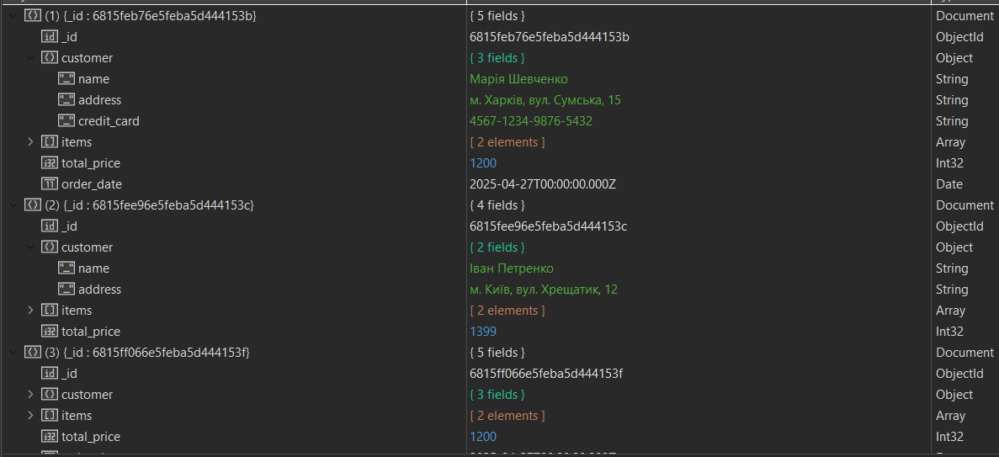 (1) {_id : 6815feb76e5feba5d444153b} { 5 fields } Document
_id 6815feb76e5feba5d444153b ObjectId
customer { 3 fields } Object
name Марія Шевченко String
address м. Харків, вул. Сумська, 15 String
credit_card 4567-1234-9876-5432 String
items [ 2 elements ] Array
total_price 1200 Int32
order_date 2025-04-27T00:00:00.000Z Date
(2) {_id : 6815fee96e5feba5d444153c} { 4 fields } Document
_id 6815fee96e5feba5d444153c ObjectId
customer { 2 fields } Object
name Іван Петренко String
address м. Київ, вул. Хрещатик, 12 String
items [ 2 elements ] Array
total_price 1399 Int32
(3) {_id : 6815ff066e5feba5d444153f} { 5 fields } Document
_id 6815ff066e5feba5d444153f ObjectId
customer { 3 fields } Object
items [ 2 elements ] Array
total_price 1200 Int32